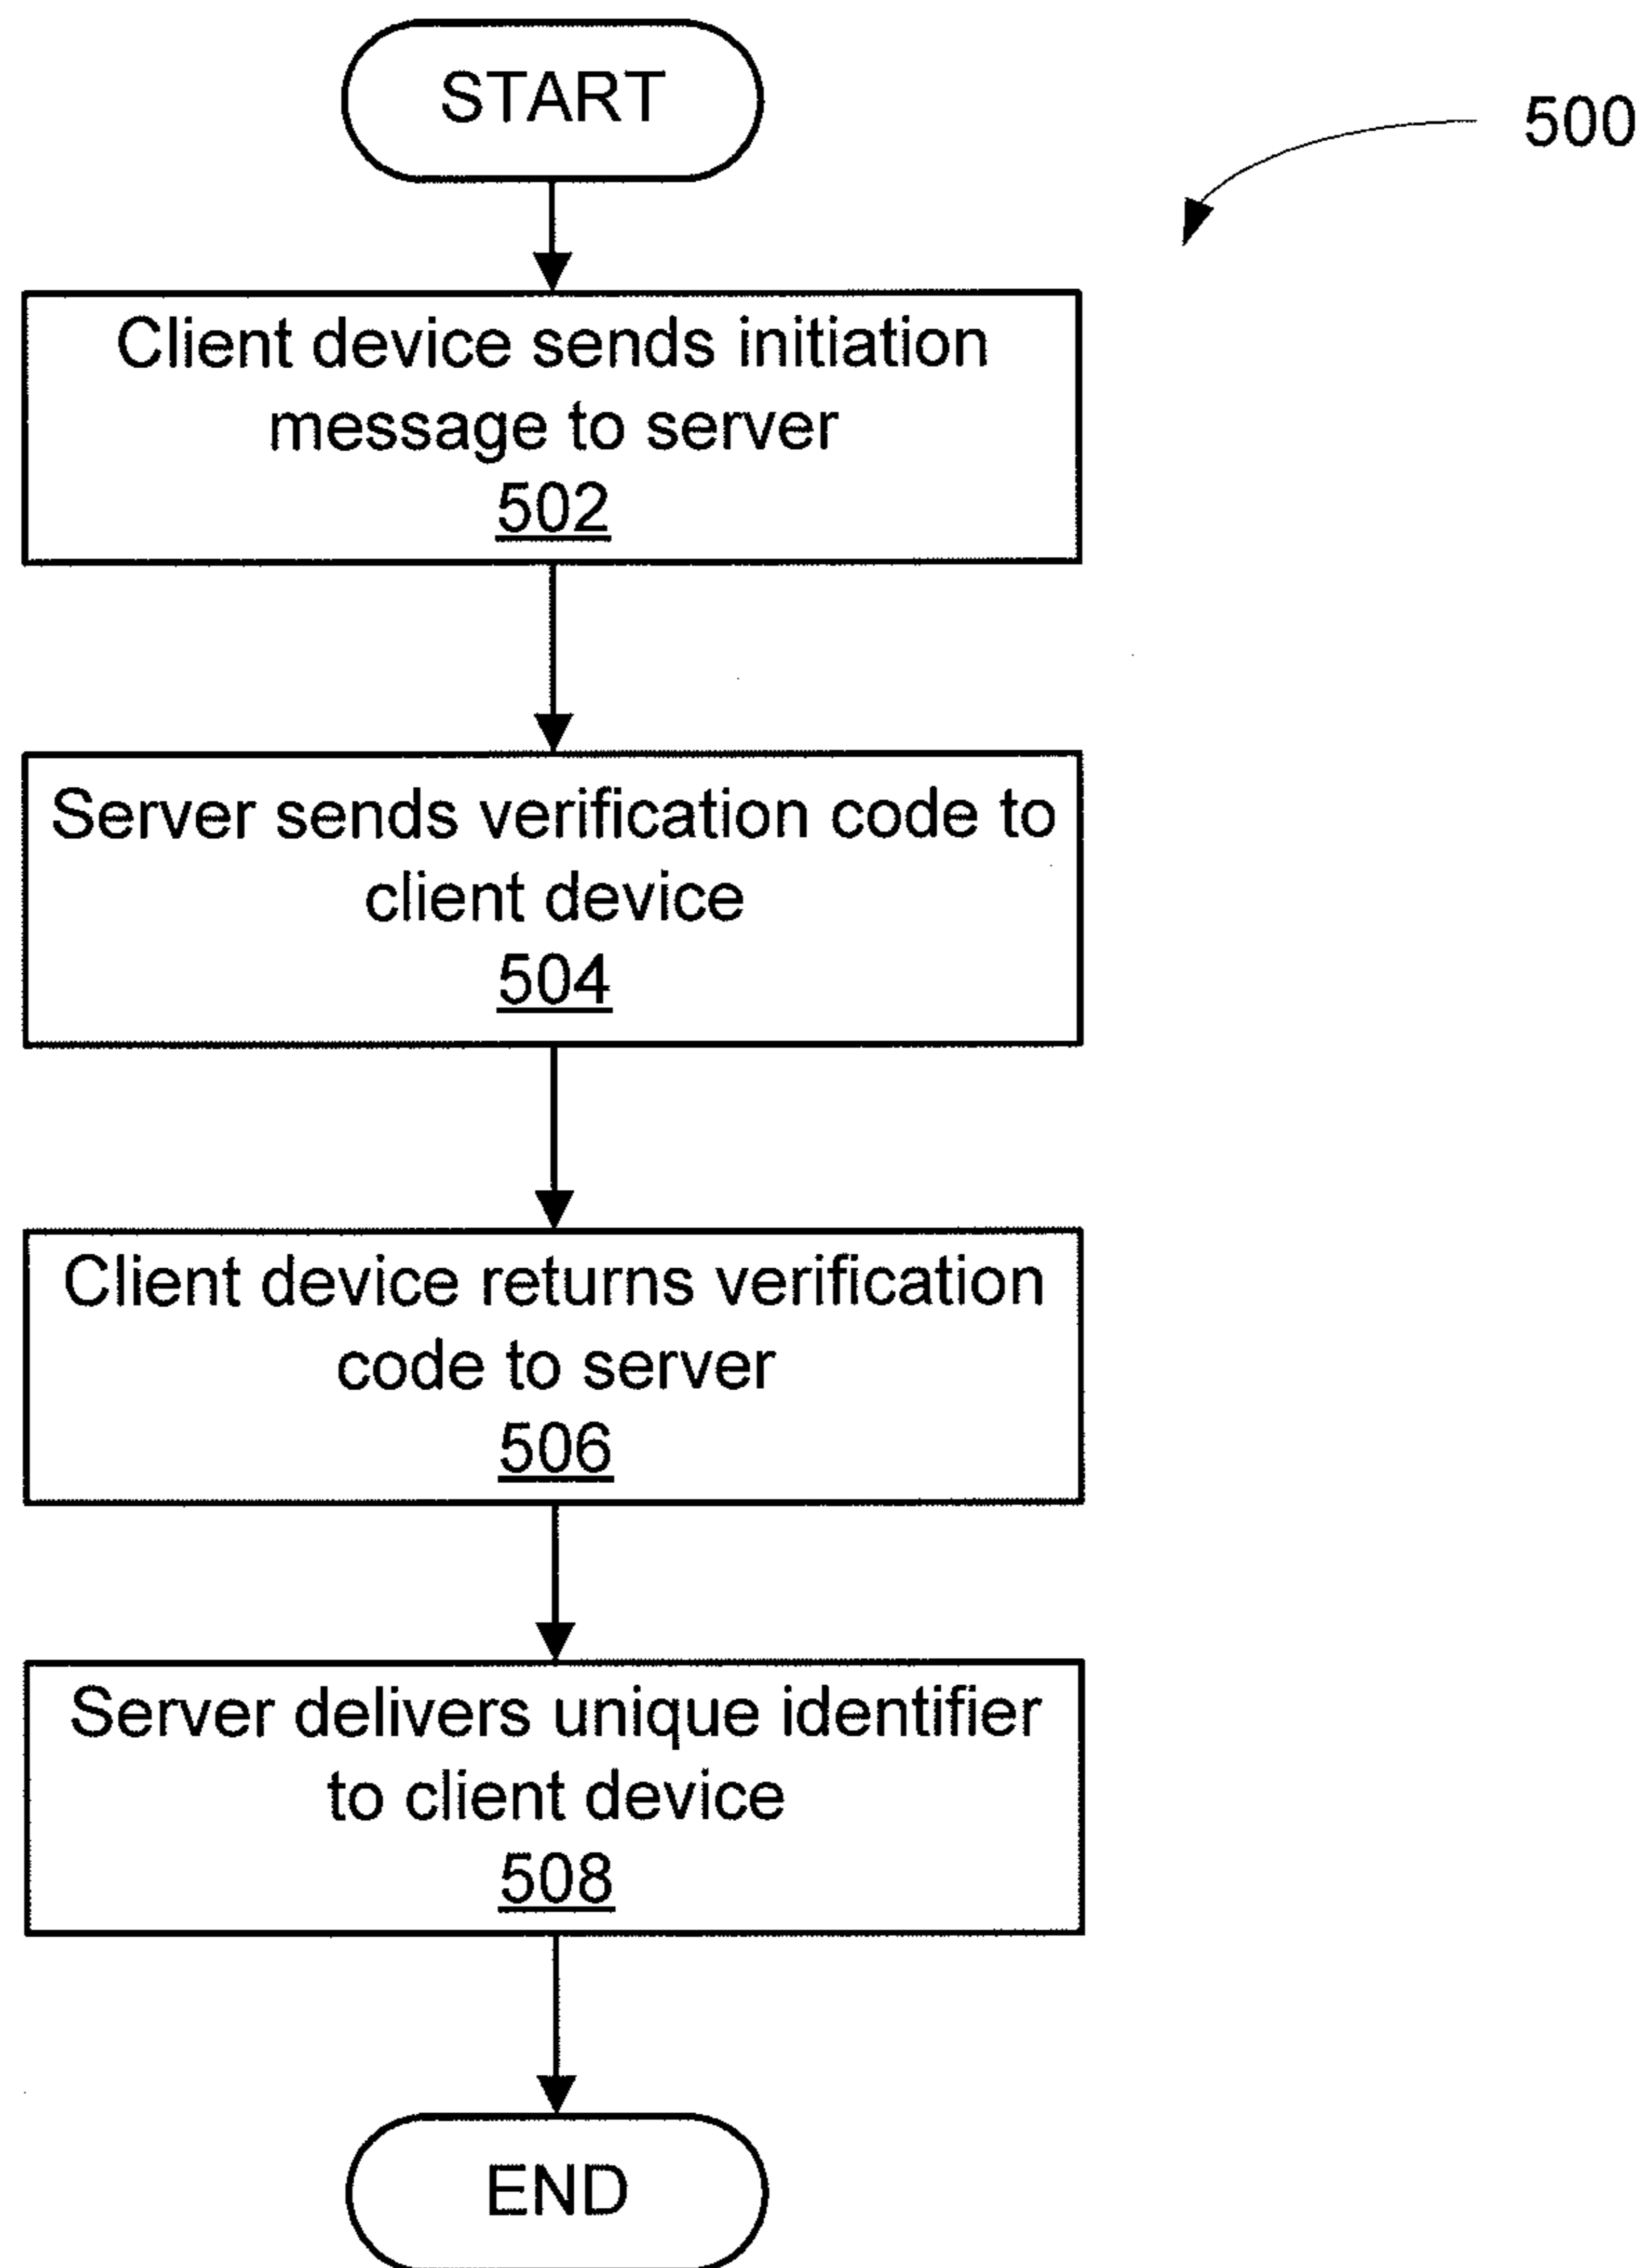 START
500
Client device sends initiation
message to server
502
Server sends verification code to
client device
504
Client device returns verification
code to server
506
Server delivers unique identifier
to client device
508
END